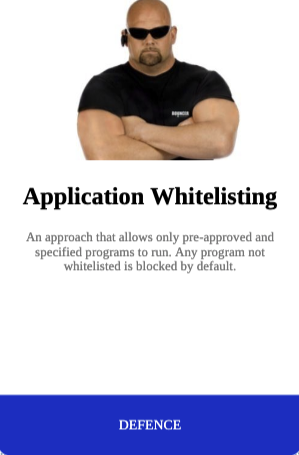 Application Whitelisting
An approach that allows only pre-approved and
specified programs to run. Any program not
whitelisted is blocked by default.
DEFENCE